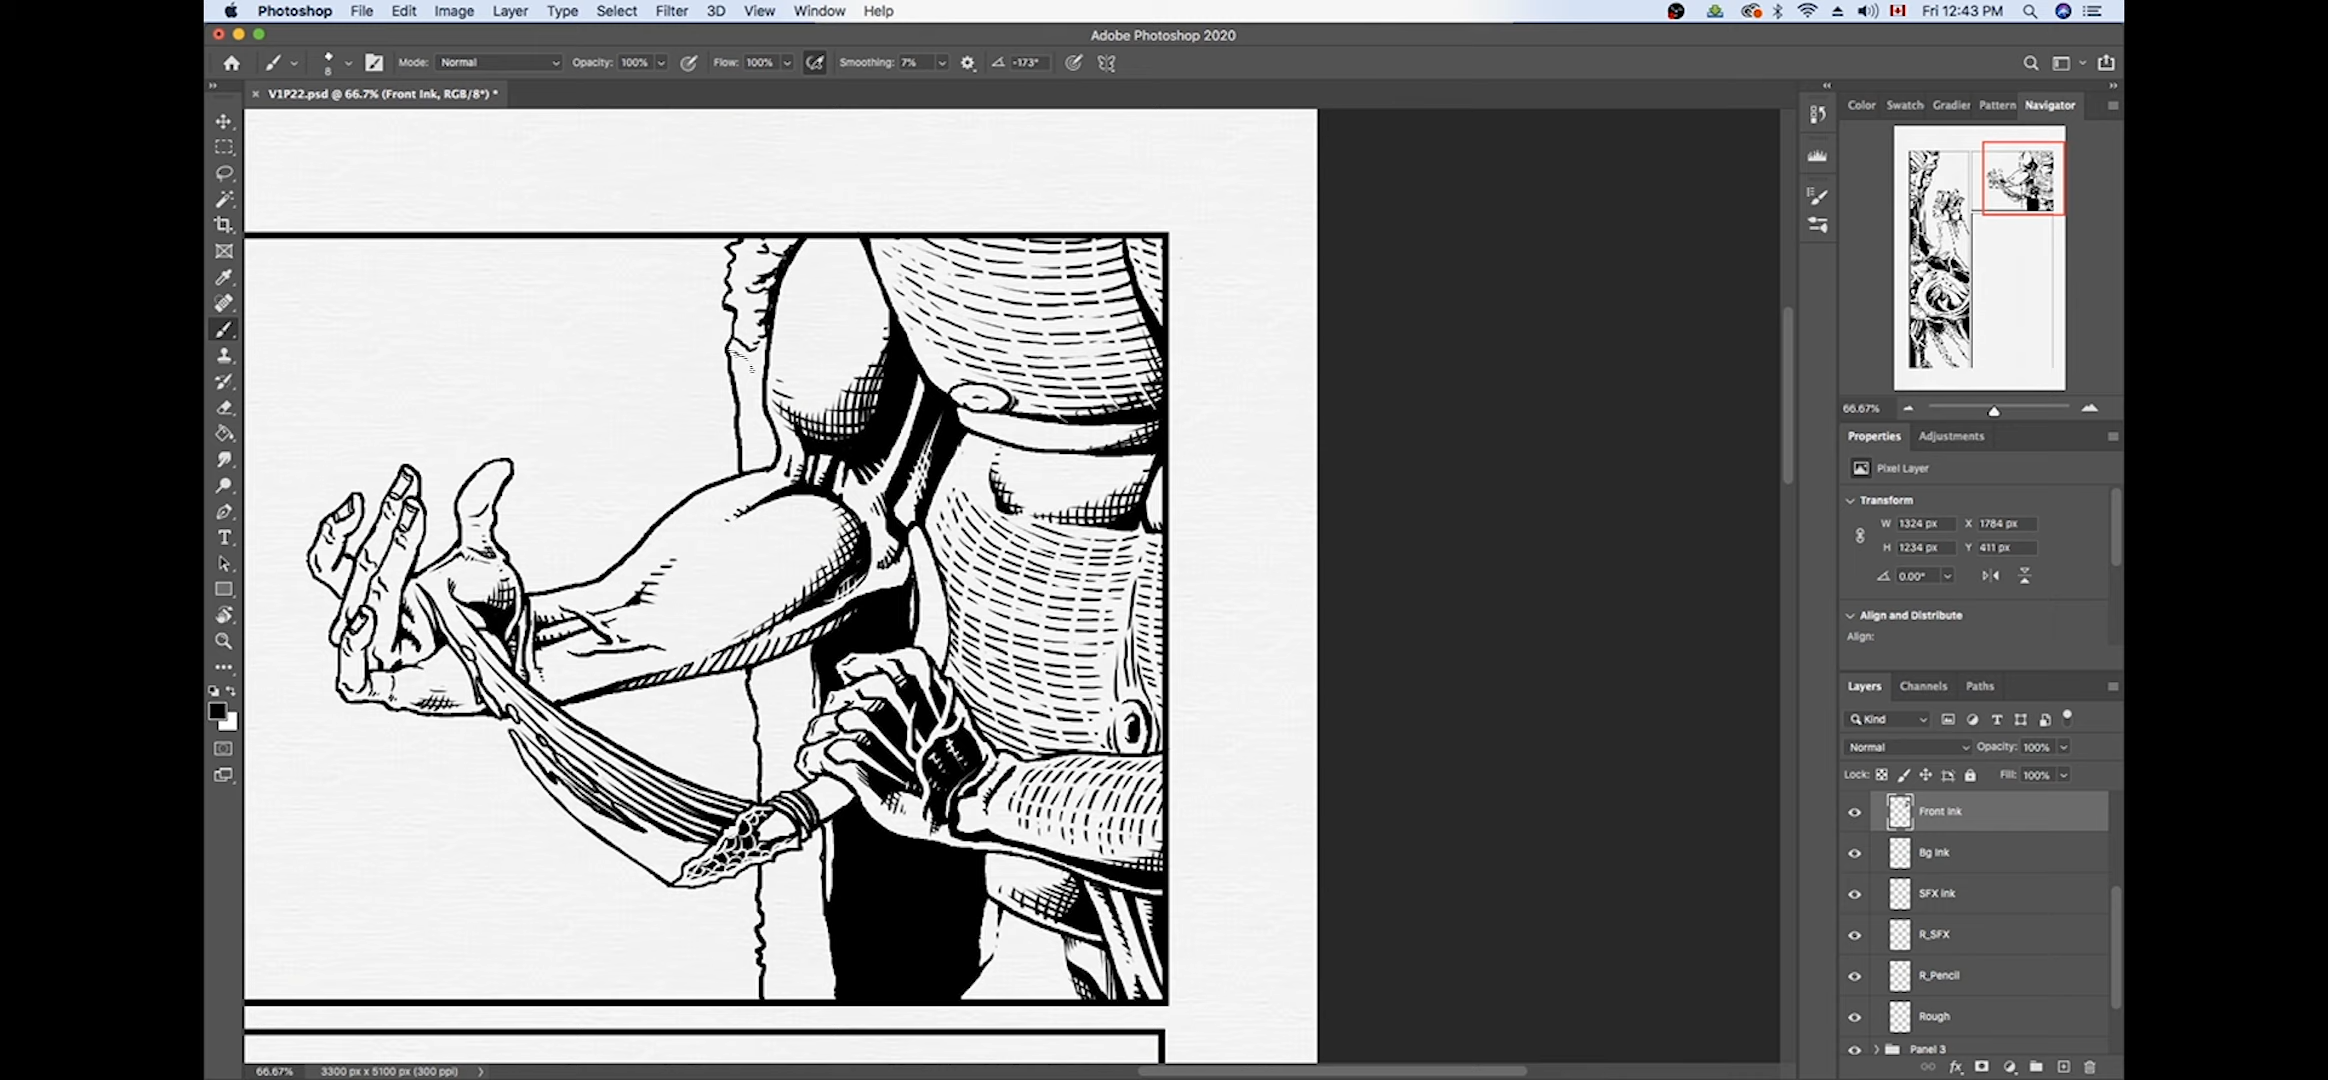 Photoshop File Edit Image Layer Type Select Filter 3D View Window Help Fri 12:43 PM
Adobe Photoshop 2020
8 Mode: Normal Opacity: 100% Flow: 100% Smoothing: 7% -173°
× V1P22.psd @ 66.7% (Front Ink, RGB/8*) *
Color Swatch Gradier Pattern Navigator
66.67%
Properties Adjustments
Pixel Layer
Transform
W 1324 px X 1784 px
H 1234 px Y 411 px
0.00°
Align and Distribute
Align:
Layers Channels Paths
Kind
Normal Opacity: 100%
Lock: Fill: 100%
Front Ink
Bg Ink
SFX Ink
R_SFX
R_Pencil
Rough
Panel 3
66.67% 3300 px x 5100 px (300 ppi)